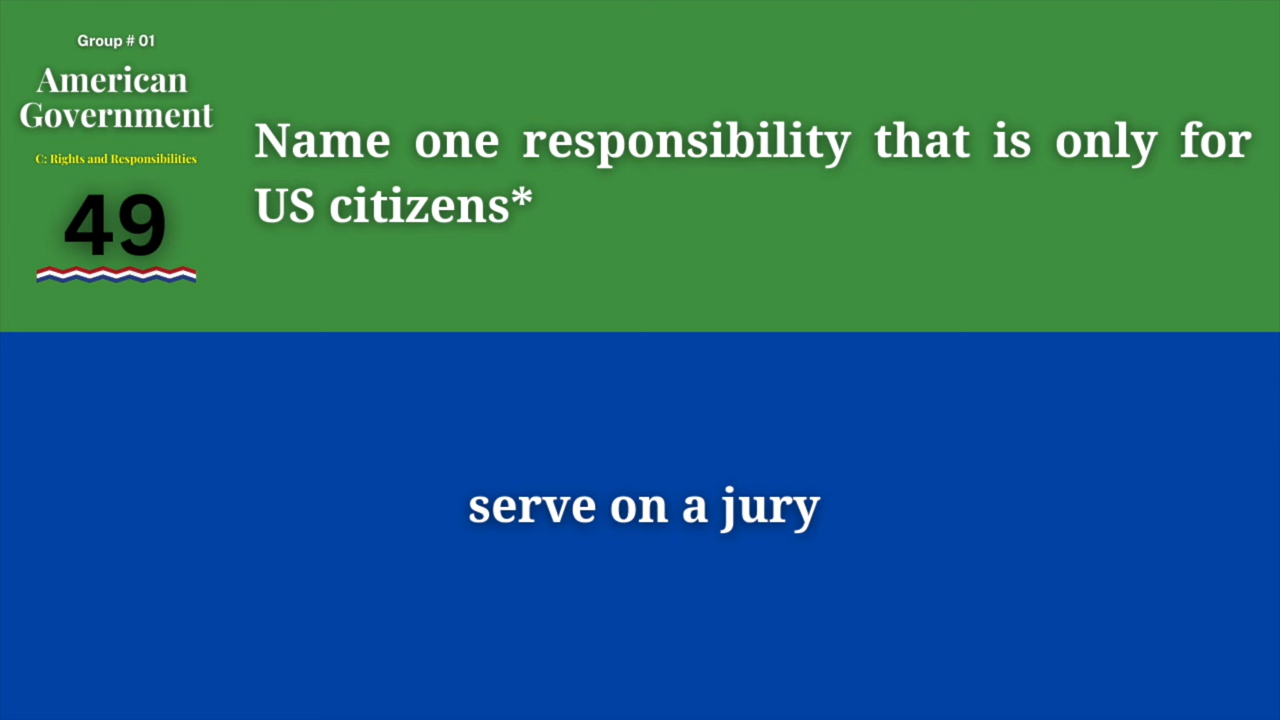 Group # 01
American
Government
C: Rights and Responsibilities
49
Name one responsibility that is only for
US citizens*
serve on a jury